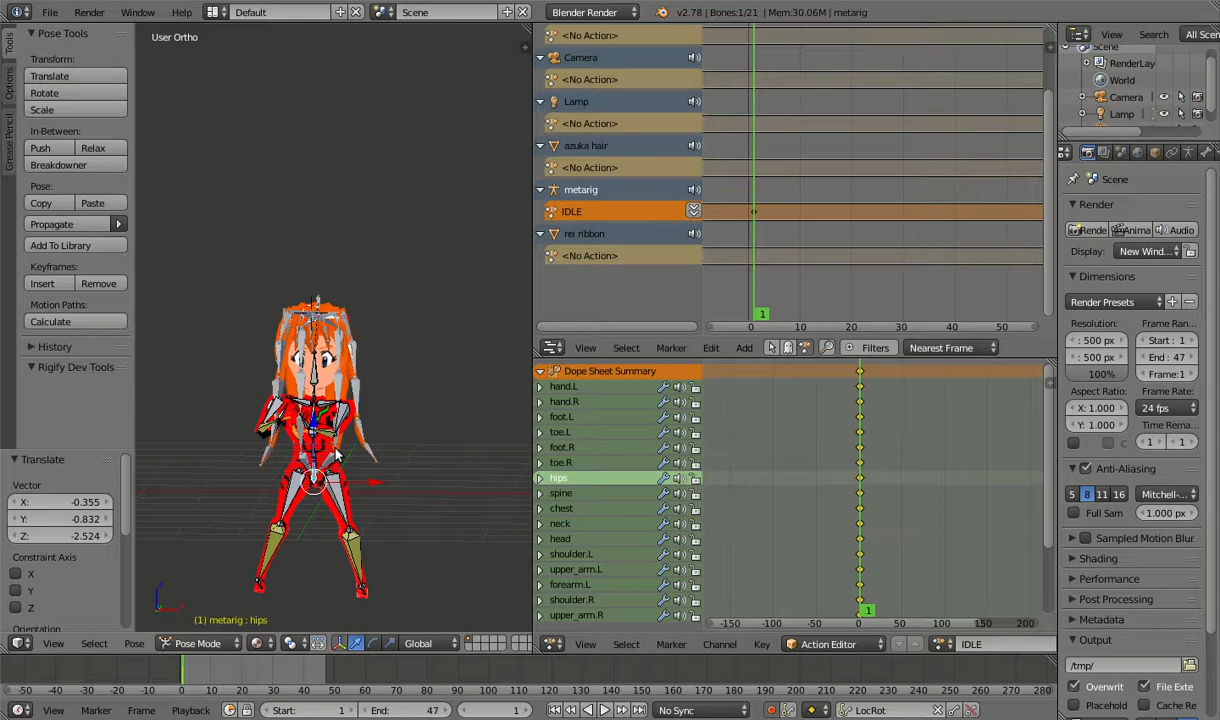 File Render Window Help Default Scene Blender Render v2.78 | Bones:1/21 | Mem:30.06M | metarig
Tools
Options
Grease Pencil
Pose Tools
Transform:
Translate
Rotate
Scale
In-Between:
Push Relax
Breakdowner
Pose:
Copy Paste
Propagate
Add To Library
Keyframes:
Insert Remove
Motion Paths:
Calculate
History
Rigify Dev Tools
Translate
Vector
X: -0.355
Y: -0.832
Z: -2.524
Constraint Axis
X
Y
Z
Orientation
User Ortho
(1) metarig : hips
View Select Pose Pose Mode Global
<No Action>
Camera
<No Action>
Lamp
<No Action>
azuka hair
<No Action>
metarig
IDLE
rei ribbon
<No Action>
1
0 10 20 30 40 50
View Select Marker Edit Add Filters Nearest Frame
Dope Sheet Summary
hand.L
hand.R
foot.L
toe.L
foot.R
toe.R
hips
spine
chest
neck
head
shoulder.L
upper_arm.L
forearm.L
shoulder.R
upper_arm.R
1
-150 -100 -50 0 50 100 150 200
View Select Marker Channel Key Action Editor IDLE
View Search All Scen
Scene
RenderLay
World
Camera
Lamp
Scene
Render
Rende Anima Audio
Display: New Wind...
Dimensions
Render Presets
Resolution: Frame Ran
500 px Start : 1
500 px End : 47
100% Frame:1
Aspect Ratio: Frame Rate:
X: 1.000 24 fps
Y: 1.000 Time Rema
1 1
Anti-Aliasing
5 8 11 16 Mitchell-...
Full Sam 1.000 px
Sampled Motion Blur
Shading
Performance
Post Processing
Metadata
Output
/tmp/
Overwrit File Exte
Placehold Cache Re
-50 -40 -30 -20 -10 0 10 20 30 40 50 60 70 80 90 100 110 120 130 140 150 160 170 180 190 200 210 220 230 240 250 260 270 280
View Marker Frame Playback Start: 1 End: 47 1 No Sync LocRot